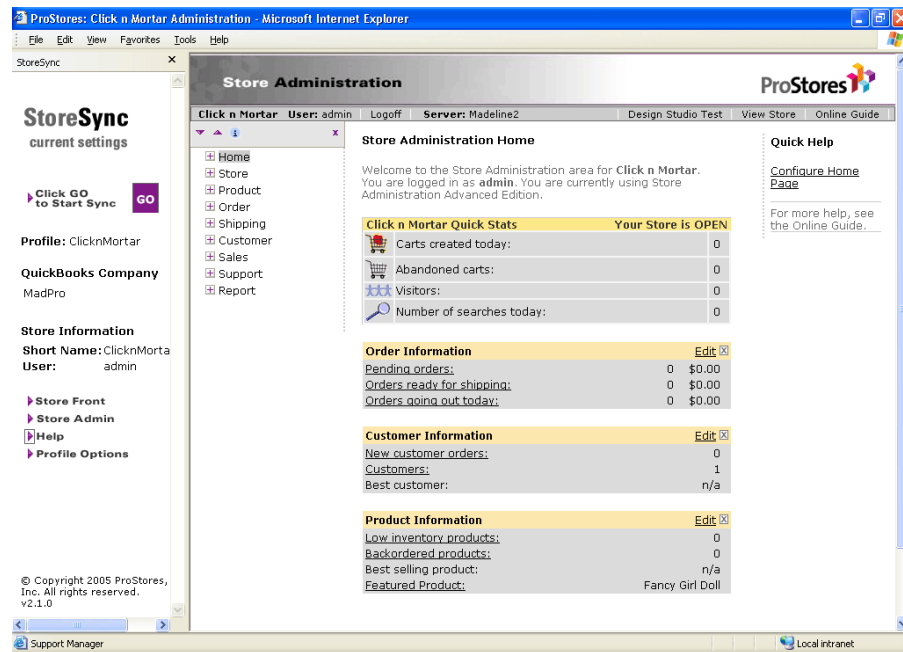 ProStores: Click n Mortar Administration - Microsoft Internet Explorer
File Edit View Favorites Tools Help
StoreSync x
StoreSync
current settings
Click GO
to Start Sync
GO
Profile: ClicknMortar
QuickBooks Company
MadPro
Store Information
Short Name: ClicknMorta
User: admin
Store Front
Store Admin
Help
Profile Options
© Copyright 2005 ProStores,
Inc. All rights reserved.
v2.1.0
Store Administration
ProStores
Click n Mortar User: admin Logoff Server: Madeline2 Design Studio Test View Store Online Guide
i x
Home
Store
Product
Order
Shipping
Customer
Sales
Support
Report
Store Administration Home
Welcome to the Store Administration area for Click n Mortar.
You are logged in as admin. You are currently using Store
Administration Advanced Edition.
Click n Mortar Quick Stats Your Store is OPEN
Carts created today: 0
Abandoned carts: 0
Visitors: 0
Number of searches today: 0
Order Information Edit
Pending orders: 0 $0.00
Orders ready for shipping: 0 $0.00
Orders going out today: 0 $0.00
Customer Information Edit
New customer orders: 0
Customers: 1
Best customer: n/a
Product Information Edit
Low inventory products: 0
Backordered products: 0
Best selling product: n/a
Featured Product: Fancy Girl Doll
Quick Help
Configure Home
Page
For more help, see
the Online Guide.
Support Manager Local intranet